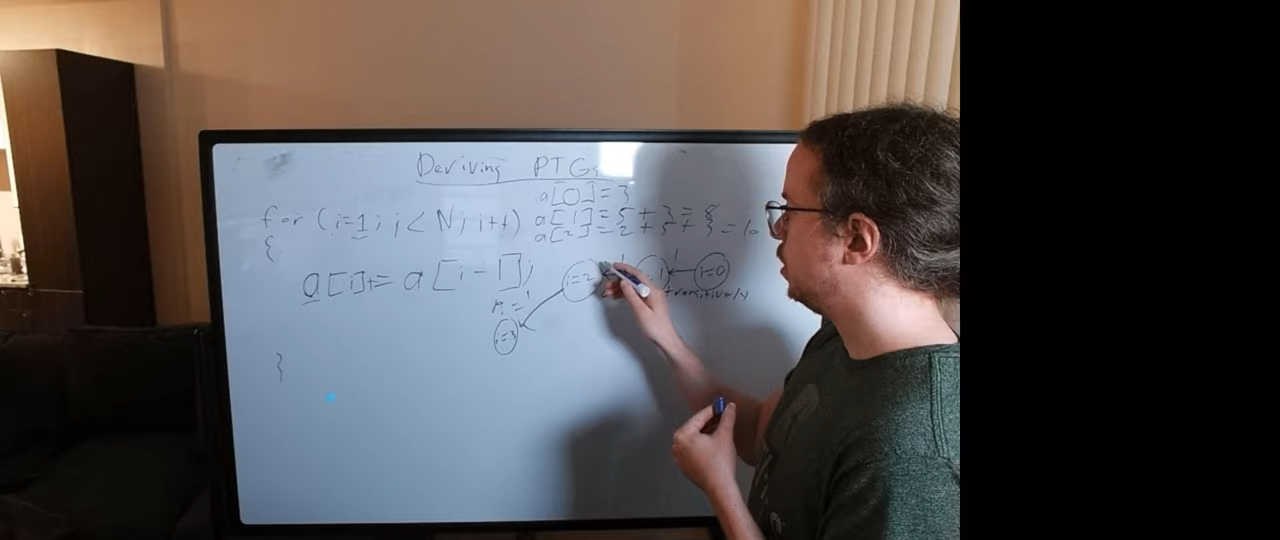 Deriving PTGs
a[0] = 3
for (i=1; i < N; i++) a[1] = 5 + 3 = 8
a[2] = 2 + 5 + 3 = 10
{
a[i] += a[i-1];
i=2 1 i=0
transitively
i=3
}